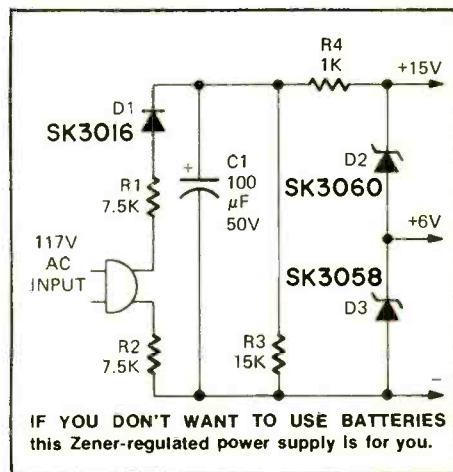 R4
1K
+15V
D1
SK3016
D2
SK3060
+
C1
100
μF
50V
R1
7.5K
+6V
117V
AC
INPUT
SK3058
D3
R2
7.5K
R3
15K
−
IF YOU DON'T WANT TO USE BATTERIES
this Zener-regulated power supply is for you.